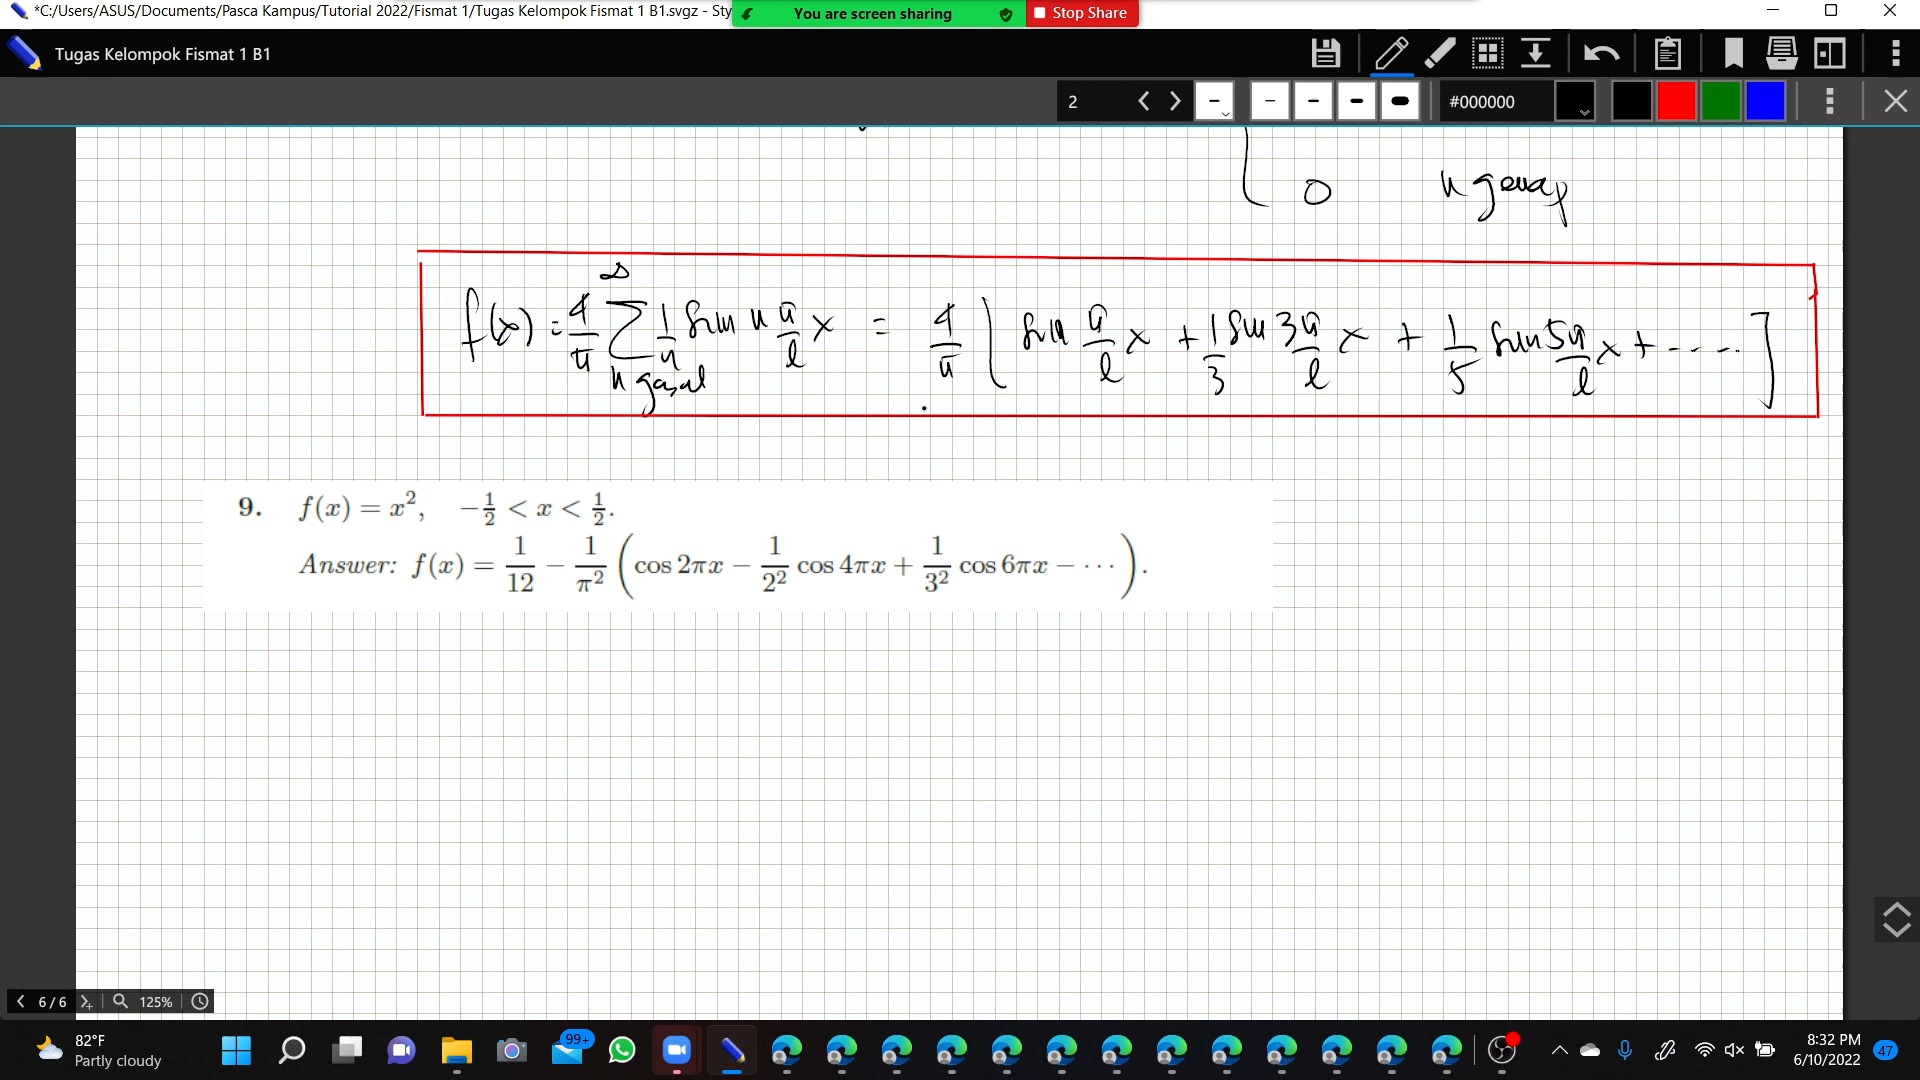 *C:/Users/ASUS/Documents/Pasca Kampus/Tutorial 2022/Fismat 1/Tugas Kelompok Fismat 1 B1.svgz - Sty
You are screen sharing
Stop Share
Tugas Kelompok Fismat 1 B1
2
#000000
0 n genap
f(x) = 4/π ∑ 1/n sin n π/l x = 4/π [ sin π/l x + 1/3 sin 3π/l x + 1/5 sin 5π/l x + ..... ]
∞
n gasal
9. f(x) = x², −1/2 < x < 1/2.
Answer: f(x) = 1/12 − 1/π² ( cos 2πx − 1/2² cos 4πx + 1/3² cos 6πx − ⋯ ).
6 / 6 125%
82°F
Partly cloudy
99+
8:32 PM
6/10/2022
47